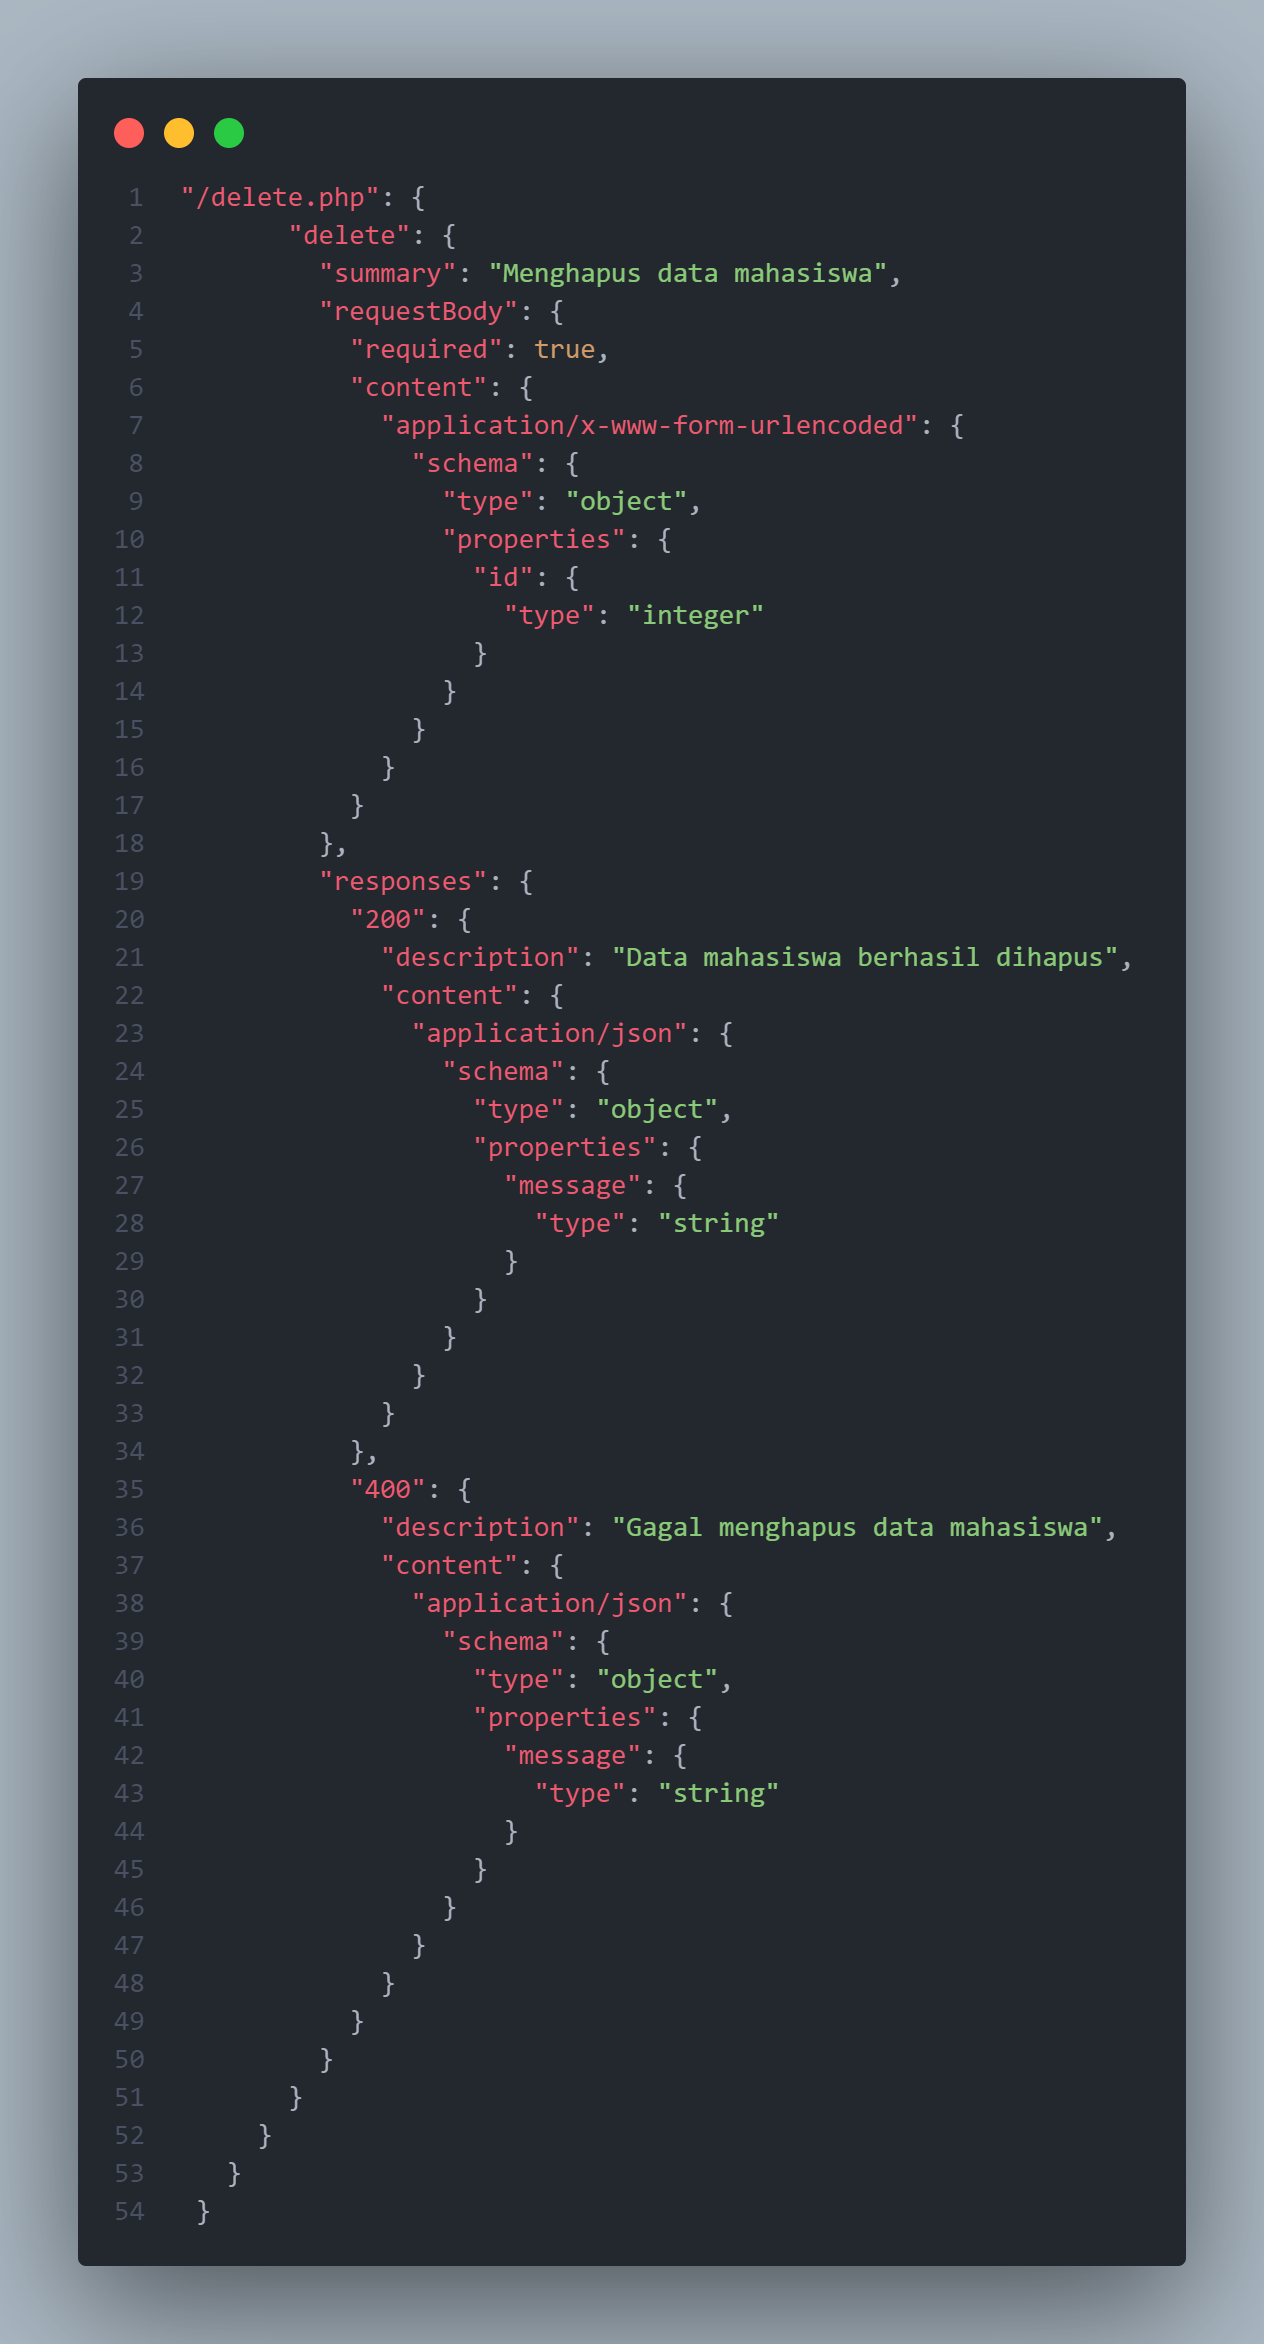 1 "/delete.php": {
2        "delete": {
3          "summary": "Menghapus data mahasiswa",
4          "requestBody": {
5            "required": true,
6            "content": {
7              "application/x-www-form-urlencoded": {
8                "schema": {
9                  "type": "object",
10                  "properties": {
11                    "id": {
12                      "type": "integer"
13                    }
14                  }
15                }
16              }
17            }
18          },
19          "responses": {
20            "200": {
21              "description": "Data mahasiswa berhasil dihapus",
22              "content": {
23                "application/json": {
24                  "schema": {
25                    "type": "object",
26                    "properties": {
27                      "message": {
28                        "type": "string"
29                      }
30                    }
31                  }
32                }
33              }
34            },
35            "400": {
36              "description": "Gagal menghapus data mahasiswa",
37              "content": {
38                "application/json": {
39                  "schema": {
40                    "type": "object",
41                    "properties": {
42                      "message": {
43                        "type": "string"
44                      }
45                    }
46                  }
47                }
48              }
49            }
50          }
51        }
52      }
53    }
54  }